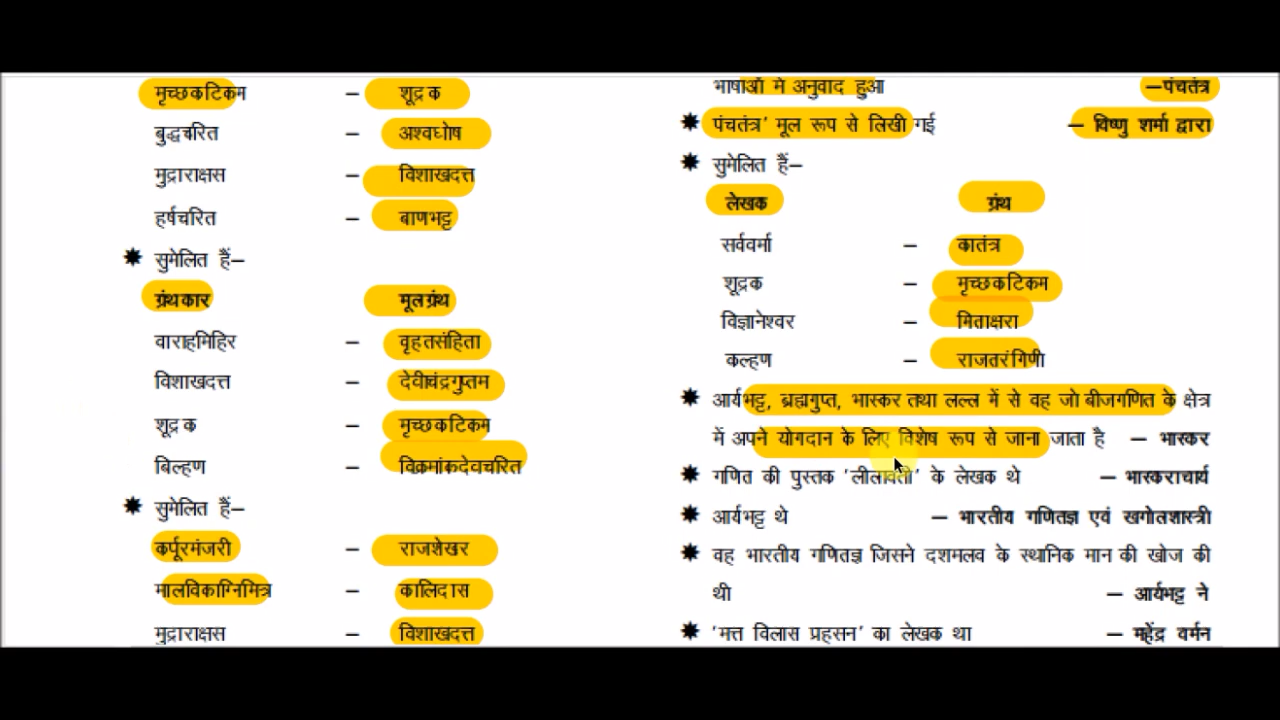 मृच्छकटिकम – शूद्रक
बुद्धचरित – अश्वघोष
मुद्राराक्षस – विशाखदत्त
हर्षचरित – बाणभट्ट
✷ सुमेलित हैं–
ग्रंथकार मूलग्रंथ
वाराहमिहिर – वृहतसंहिता
विशाखदत्त – देवीचंद्रगुप्तम
शूद्रक – मृच्छकटिकम
बिल्हण – विक्रमांकदेवचरित
✷ सुमेलित हैं–
कर्पूरमंजरी – राजशेखर
मालविकाग्निमित्र – कालिदास
मुद्राराक्षस – विशाखदत्त
भाषाओं में अनुवाद हुआ –पंचतंत्र
✷ पंचतंत्र’ मूल रूप से लिखी गई – विष्णु शर्मा द्वारा
✷ सुमेलित हैं–
लेखक ग्रंथ
सर्ववर्मा – कातंत्र
शूद्रक – मृच्छकटिकम
विज्ञानेश्वर – मिताक्षरा
कल्हण – राजतरंगिणी
✷ आर्यभट्ट, ब्रह्मगुप्त, भास्कर तथा लल्ल में से वह जो बीजगणित के क्षेत्र
में अपने योगदान के लिए विशेष रूप से जाना जाता है – भास्कर
✷ गणित की पुस्तक ‘लीलावती’ के लेखक थे – भास्कराचार्य
✷ आर्यभट्ट थे – भारतीय गणितज्ञ एवं खगोलशास्त्री
✷ वह भारतीय गणितज्ञ जिसने दशमलव के स्थानिक मान की खोज की
थी – आर्यभट्ट ने
✷ ‘मत्त विलास प्रहसन’ का लेखक था – महेंद्र वर्मन